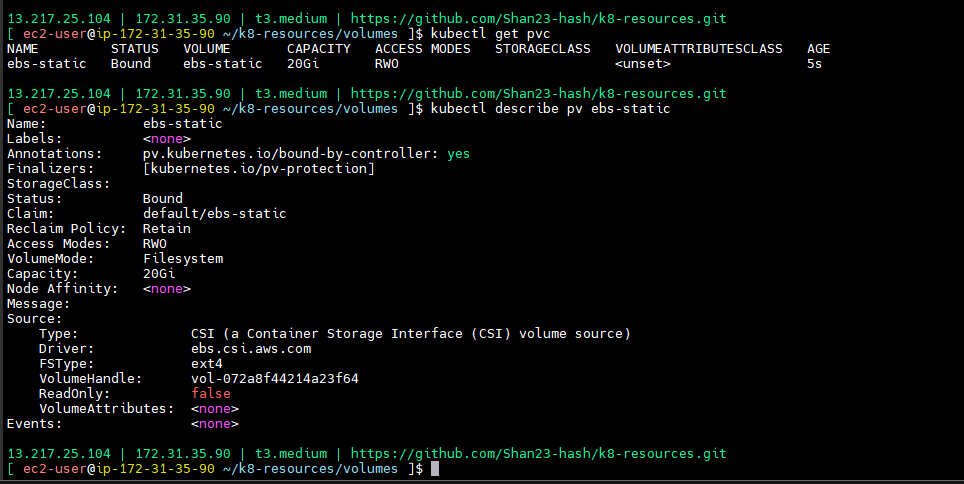 13.217.25.104 | 172.31.35.90 | t3.medium | https://github.com/Shan23-hash/k8-resources.git
[ ec2-user@ip-172-31-35-90 ~/k8-resources/volumes ]$ kubectl get pvc
NAME         STATUS   VOLUME       CAPACITY   ACCESS MODES   STORAGECLASS   VOLUMEATTRIBUTESCLASS   AGE
ebs-static   Bound    ebs-static   20Gi       RWO                           <unset>                 5s
13.217.25.104 | 172.31.35.90 | t3.medium | https://github.com/Shan23-hash/k8-resources.git
[ ec2-user@ip-172-31-35-90 ~/k8-resources/volumes ]$ kubectl describe pv ebs-static
Name:            ebs-static
Labels:          <none>
Annotations:     pv.kubernetes.io/bound-by-controller: yes
Finalizers:      [kubernetes.io/pv-protection]
StorageClass:
Status:          Bound
Claim:           default/ebs-static
Reclaim Policy:  Retain
Access Modes:    RWO
VolumeMode:      Filesystem
Capacity:        20Gi
Node Affinity:   <none>
Message:
Source:
    Type:              CSI (a Container Storage Interface (CSI) volume source)
    Driver:            ebs.csi.aws.com
    FSType:            ext4
    VolumeHandle:      vol-072a8f44214a23f64
    ReadOnly:          false
    VolumeAttributes:  <none>
Events:                <none>
13.217.25.104 | 172.31.35.90 | t3.medium | https://github.com/Shan23-hash/k8-resources.git
[ ec2-user@ip-172-31-35-90 ~/k8-resources/volumes ]$